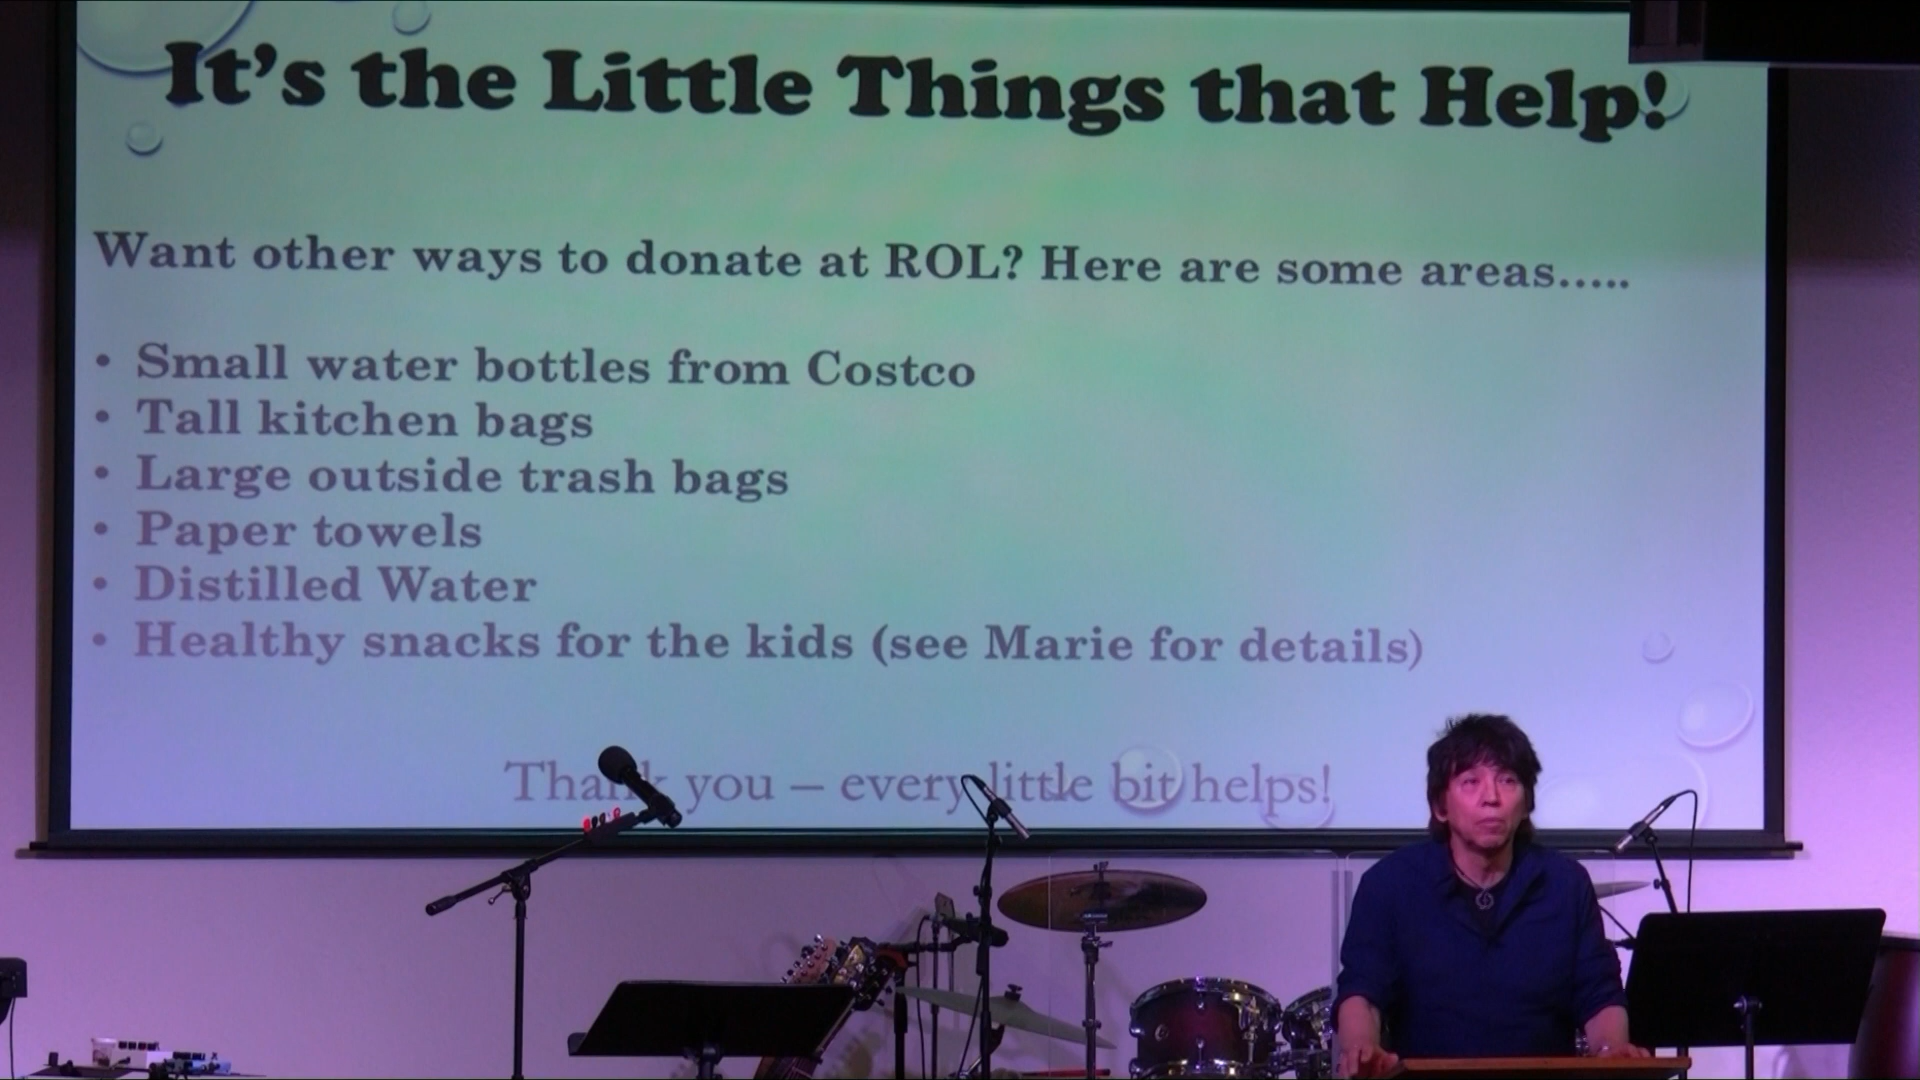 It's the Little Things that Help!
Want other ways to donate at ROL? Here are some areas.....
• Small water bottles from Costco
• Tall kitchen bags
• Large outside trash bags
• Paper towels
• Distilled Water
• Healthy snacks for the kids (see Marie for details)
Thank you – every little bit helps!